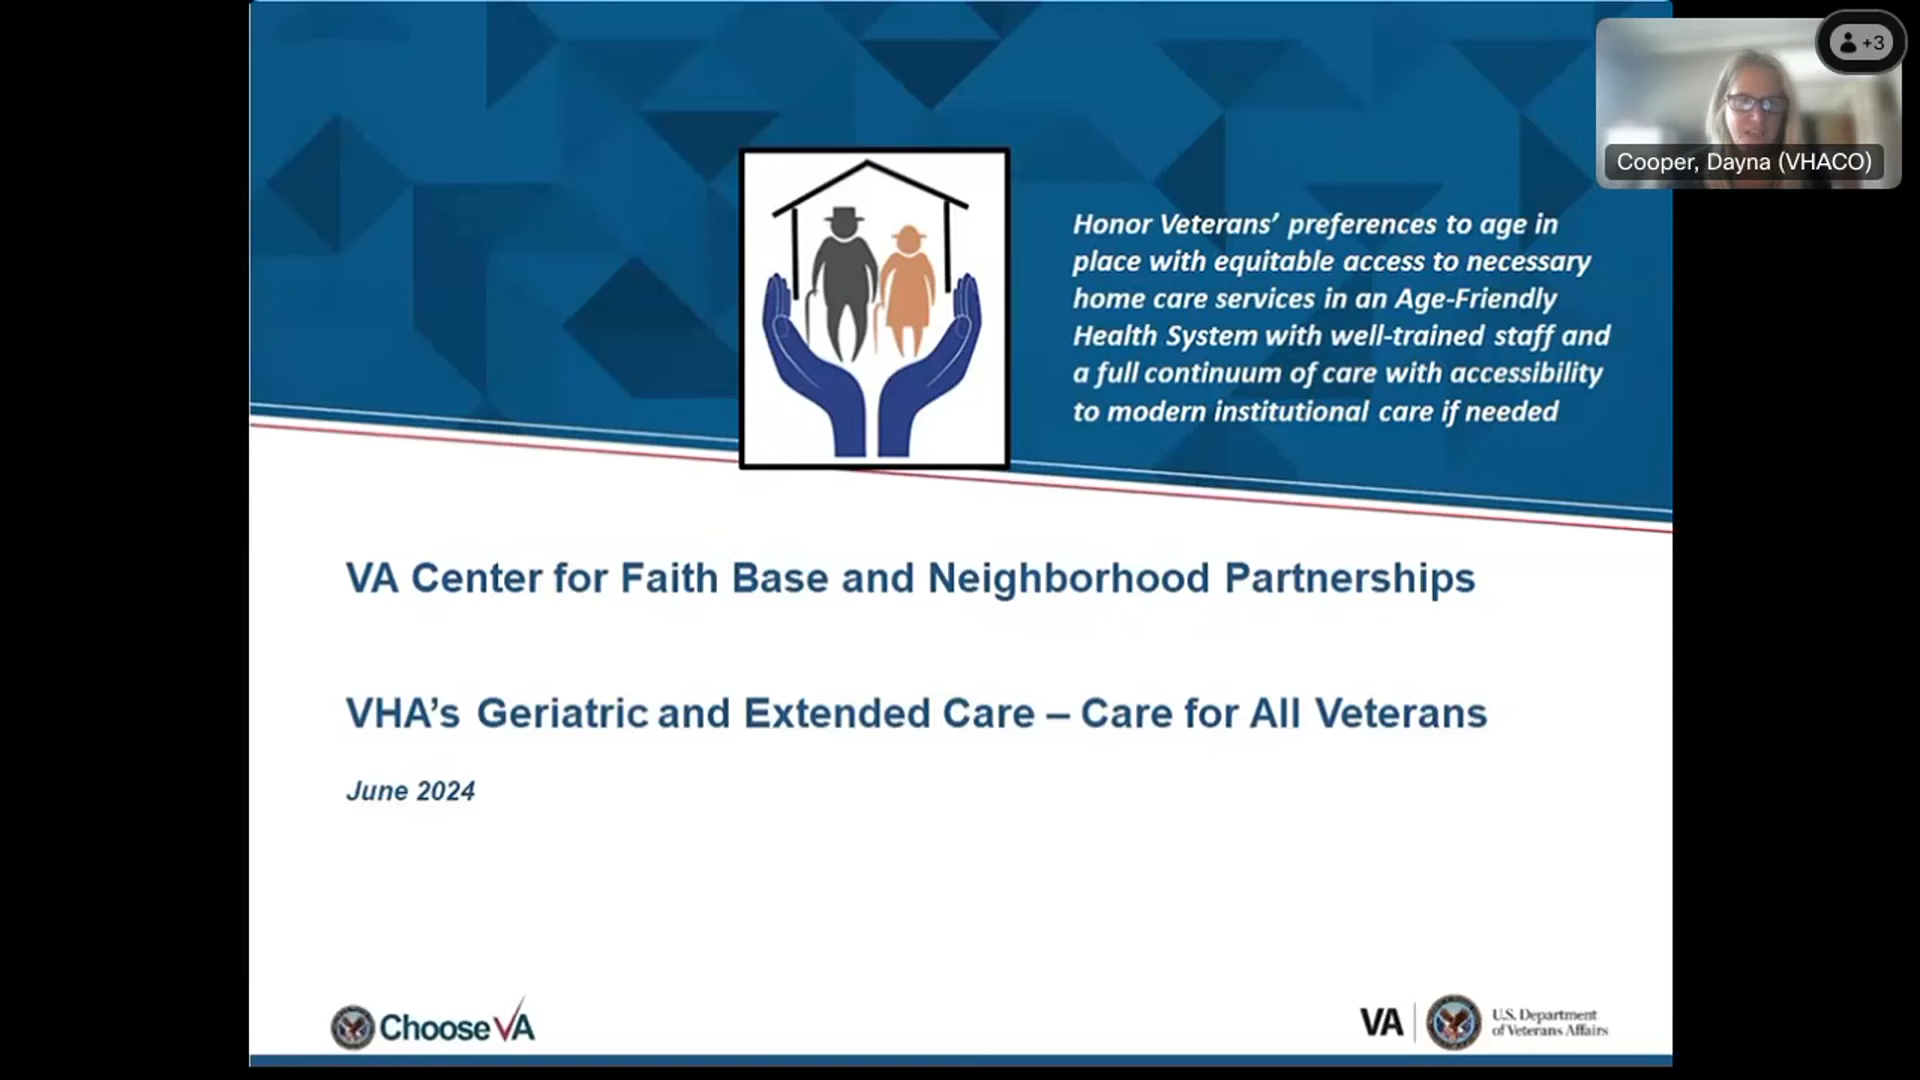 +3
Cooper, Dayna (VHACO)
Honor Veterans’ preferences to age in
place with equitable access to necessary
home care services in an Age-Friendly
Health System with well-trained staff and
a full continuum of care with accessibility
to modern institutional care if needed
VA Center for Faith Base and Neighborhood Partnerships
VHA’s Geriatric and Extended Care – Care for All Veterans
June 2024
Choose VA
VA
U.S. Department
of Veterans Affairs